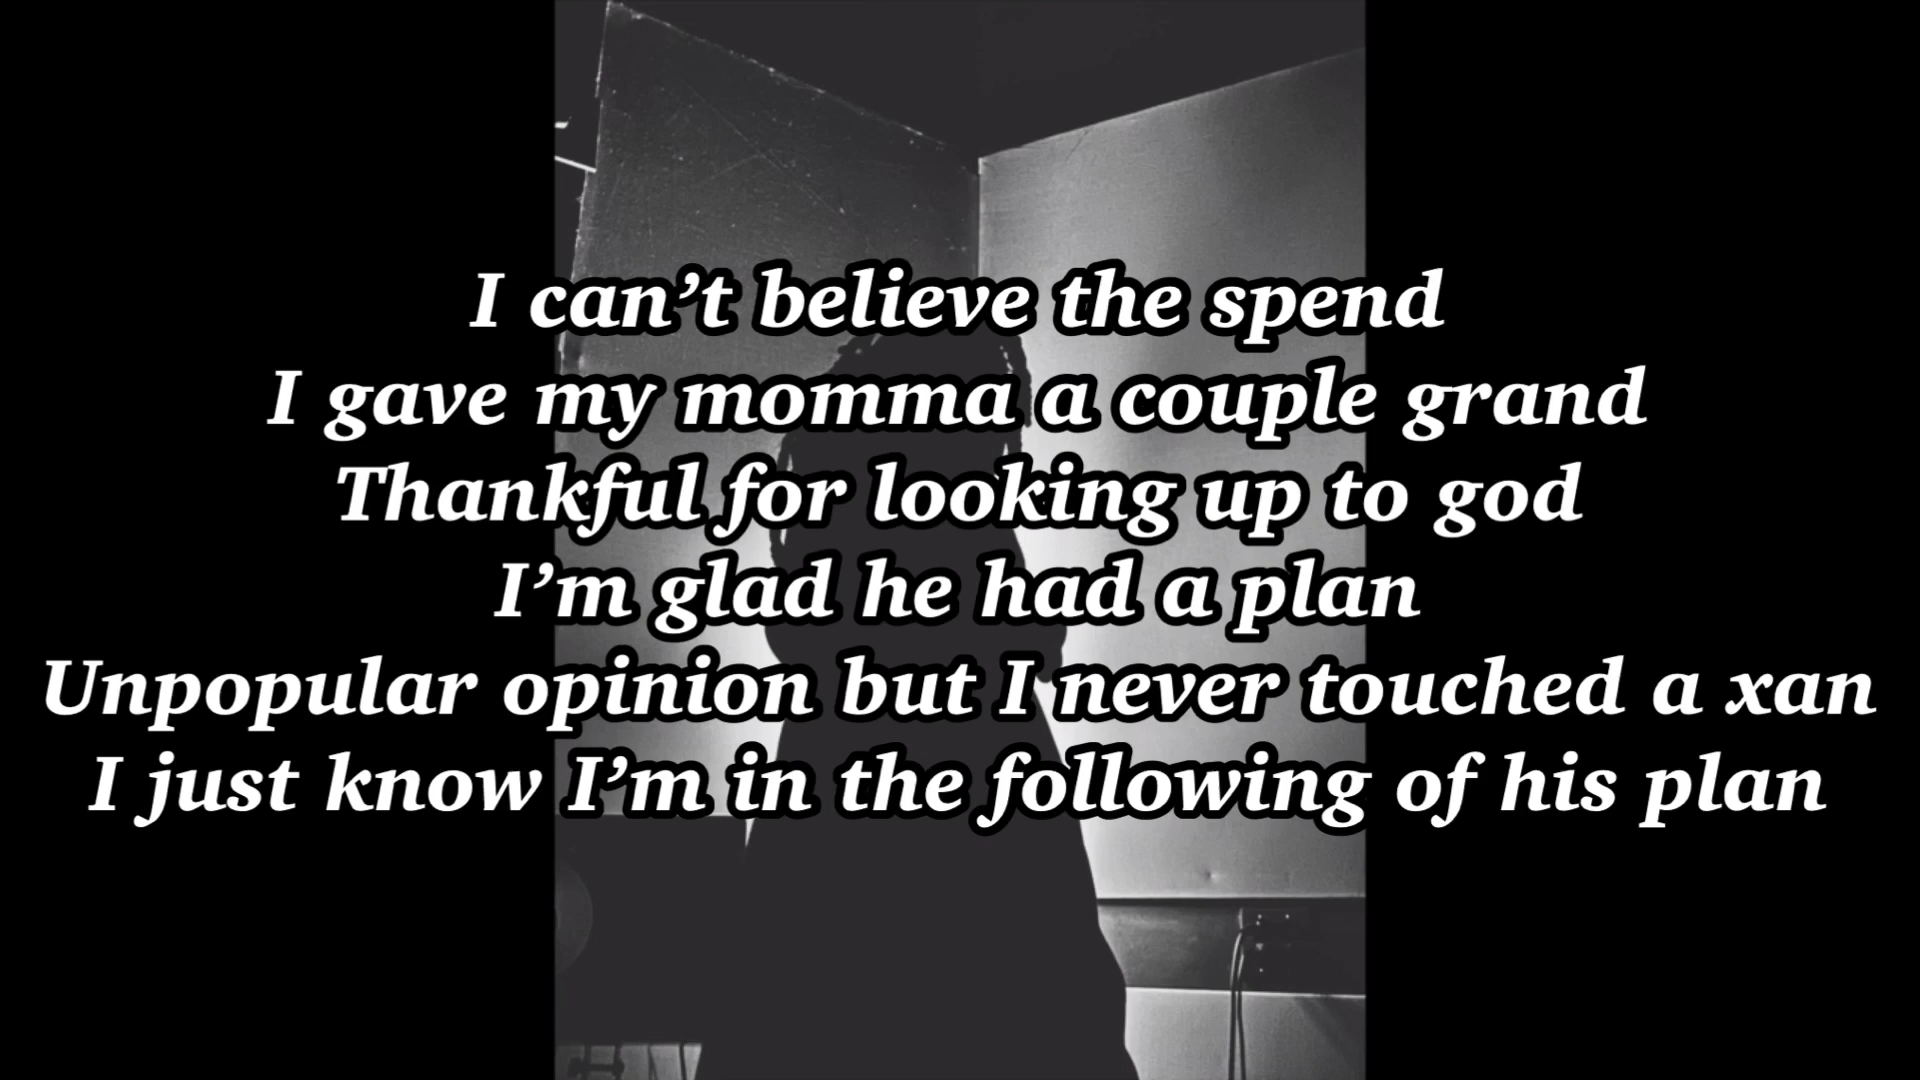 I can’t believe the spend
I gave my momma a couple grand
Thankful for looking up to god
I’m glad he had a plan
Unpopular opinion but I never touched a xan
I just know I’m in the following of his plan